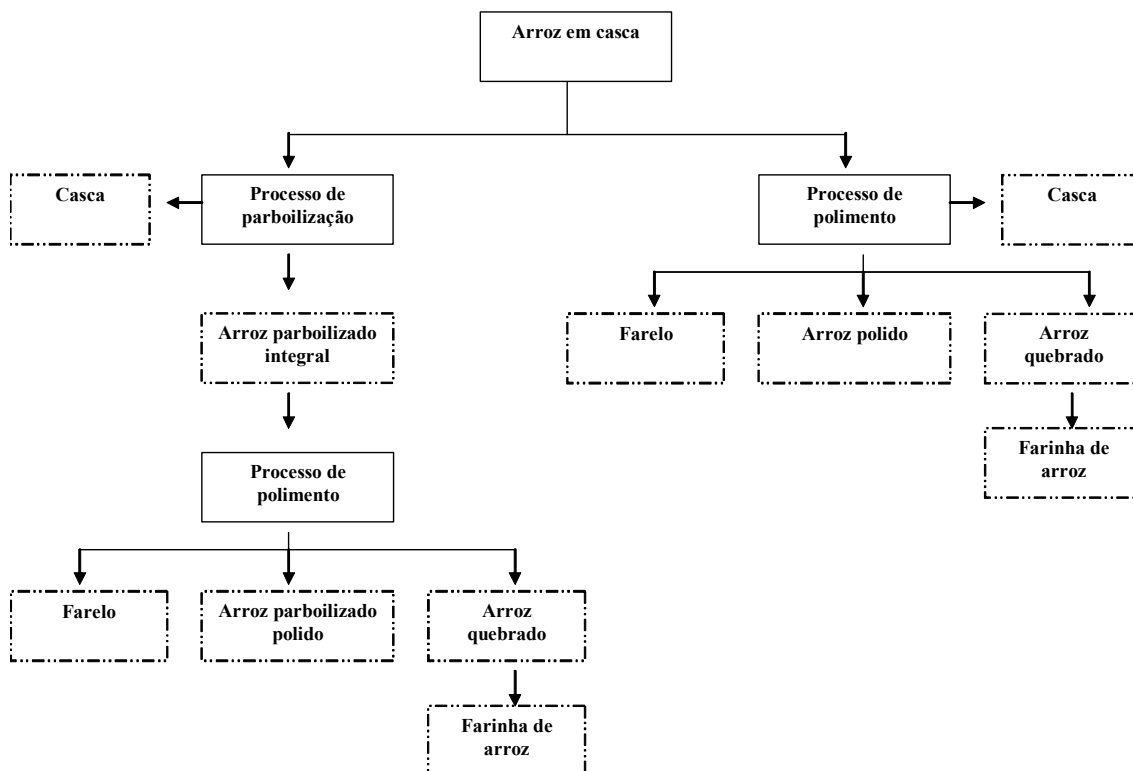 Arroz em casca
Casca
Processo de
parboilização
Processo de
polimento
Casca
Arroz parboilizado
integral
Farelo
Arroz polido
Arroz
quebrado
Farinha de
arroz
Processo de
polimento
Farelo
Arroz parboilizado
polido
Arroz
quebrado
Farinha de
arroz